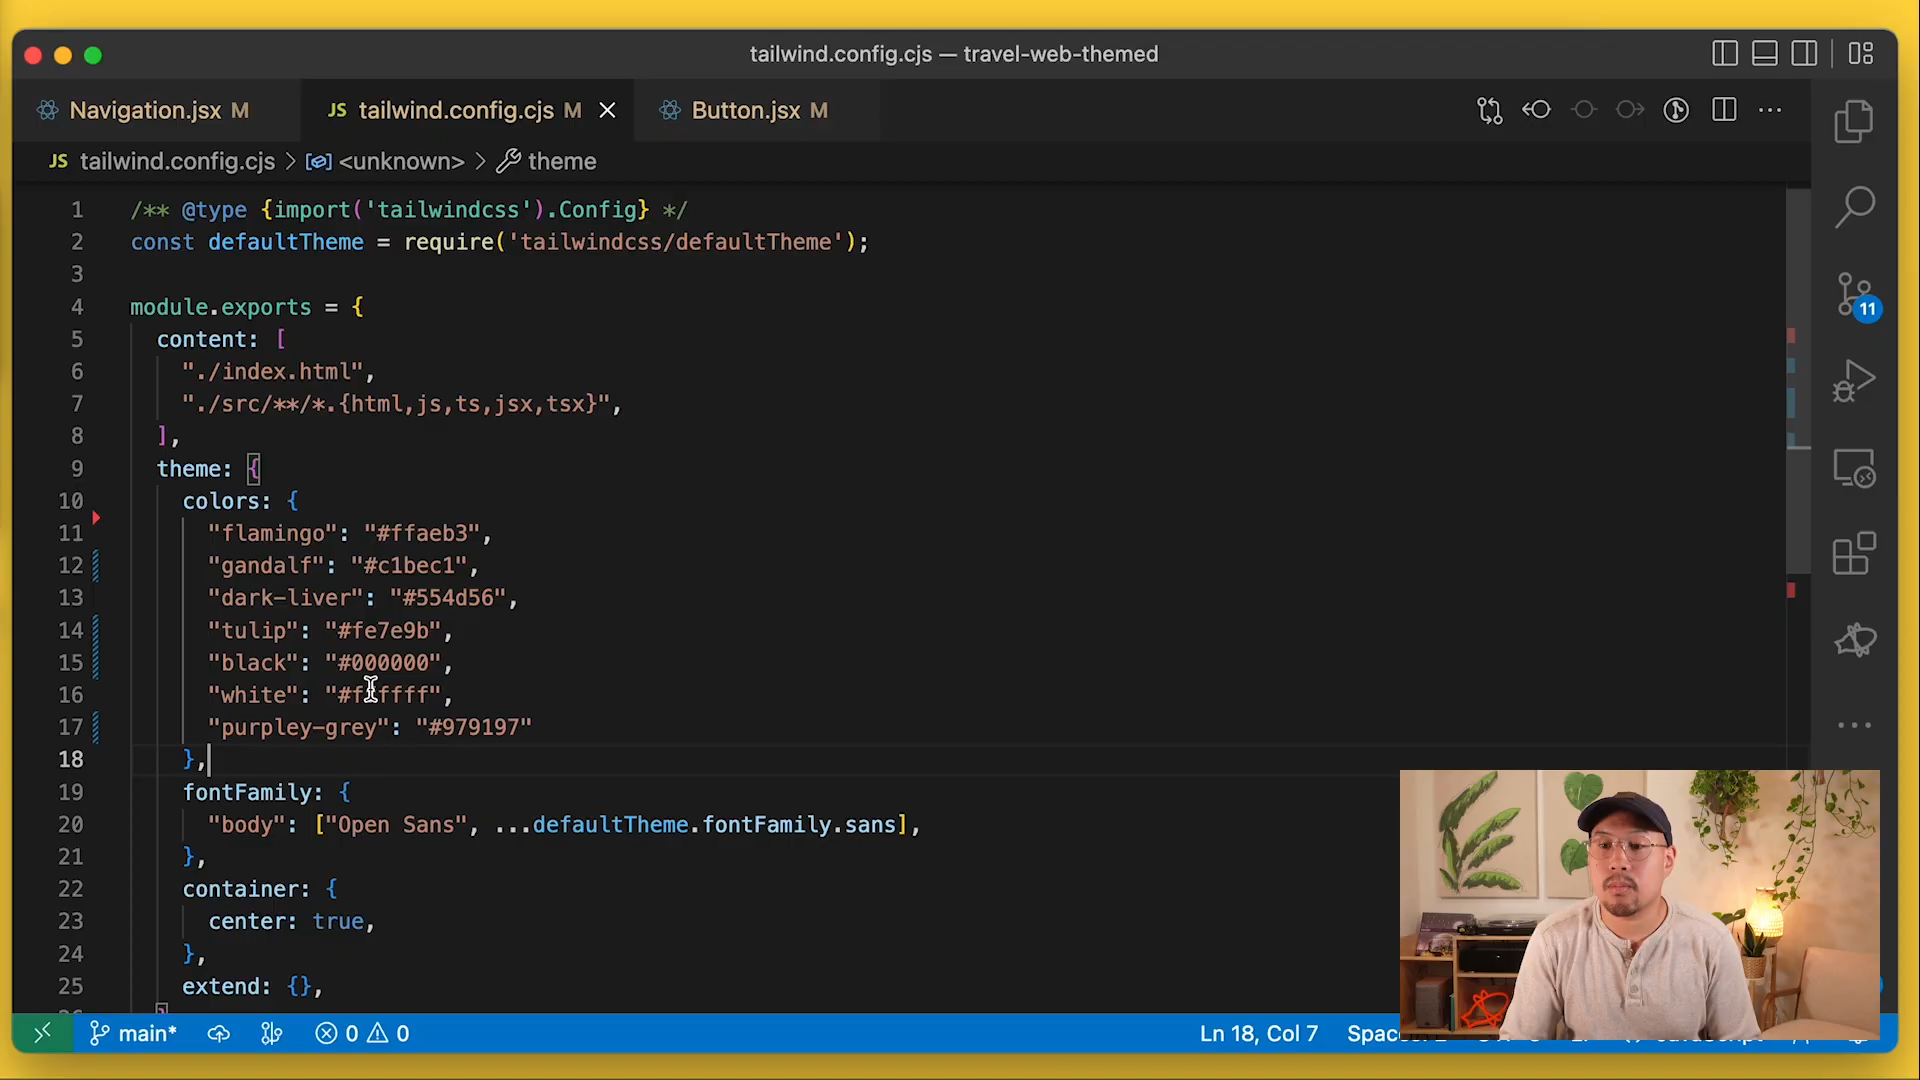 tailwind.config.cjs — travel-web-themed
Navigation.jsx M
JS tailwind.config.cjs M
Button.jsx M
JS tailwind.config.cjs > <unknown> > theme
1 /** @type {import('tailwindcss').Config} */
2 const defaultTheme = require('tailwindcss/defaultTheme');
3
4 module.exports = {
5 content: [
6 "./index.html",
7 "./src/**/*.{html,js,ts,jsx,tsx}",
8 ],
9 theme: {
10 colors: {
11 "flamingo": "#ffaeb3",
12 "gandalf": "#c1bec1",
13 "dark-liver": "#554d56",
14 "tulip": "#fe7e9b",
15 "black": "#000000",
16 "white": "#ffffff",
17 "purpley-grey": "#979197"
18 },
19 fontFamily: {
20 "body": ["Open Sans", ...defaultTheme.fontFamily.sans],
21 },
22 container: {
23 center: true,
24 },
25 extend: {},
11
main*
0
0
Ln 18, Col 7